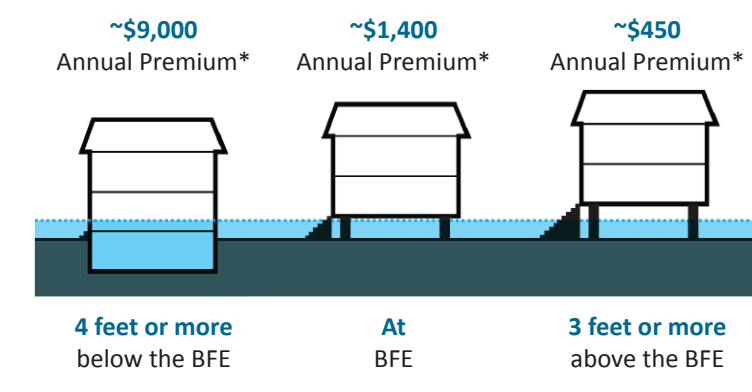 ~$9,000
Annual Premium*
~$1,400
Annual Premium*
~$450
Annual Premium*
4 feet or more
below the BFE
At
BFE
3 feet or more
above the BFE